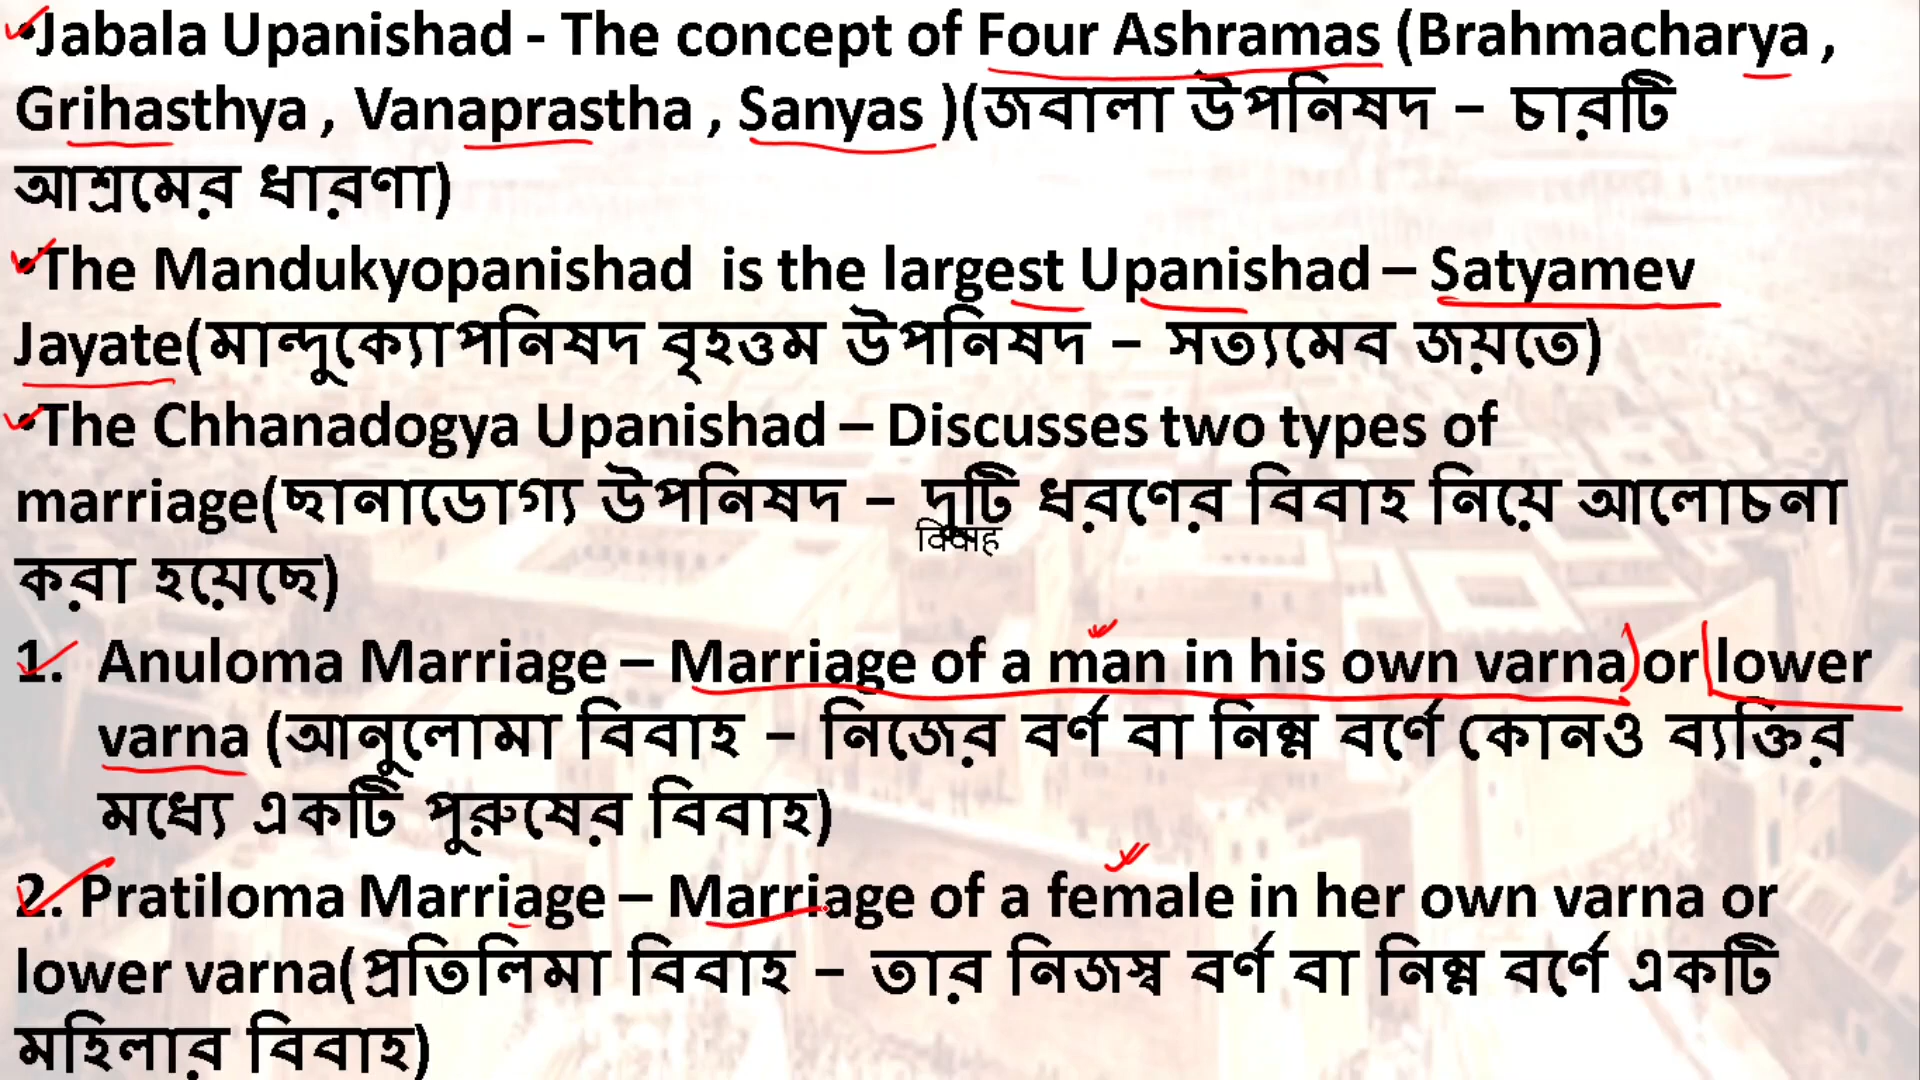 •Jabala Upanishad - The concept of Four Ashramas (Brahmacharya ,
Grihasthya , Vanaprastha , Sanyas )(জবালা উপনিষদ – চারটি
আশ্রমের ধারণা)
•The Mandukyopanishad is the largest Upanishad – Satyamev
Jayate(মান্দুক্যোপনিষদ বৃহত্তম উপনিষদ – সত্যমেব জয়তে)
•The Chhanadogya Upanishad – Discusses two types of
marriage(ছানাডোগ্য উপনিষদ – দুটি ধরণের বিবাহ নিয়ে আলোচনা
विवाह
করা হয়েছে)
1. Anuloma Marriage – Marriage of a man in his own varna or lower
varna (আনুলোমা বিবাহ – নিজের বর্ণ বা নিম্ন বর্ণে কোনও ব্যক্তির
মধ্যে একটি পুরুষের বিবাহ)
2. Pratiloma Marriage – Marriage of a female in her own varna or
lower varna(প্রতিলিমা বিবাহ – তার নিজস্ব বর্ণ বা নিম্ন বর্ণে একটি
মহিলার বিবাহ)